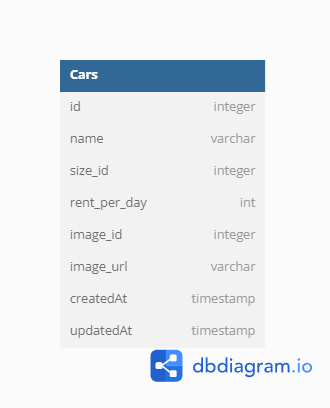 Cars
id integer
name varchar
size_id integer
rent_per_day int
image_id integer
image_url varchar
createdAt timestamp
updatedAt timestamp
dbdiagram.io